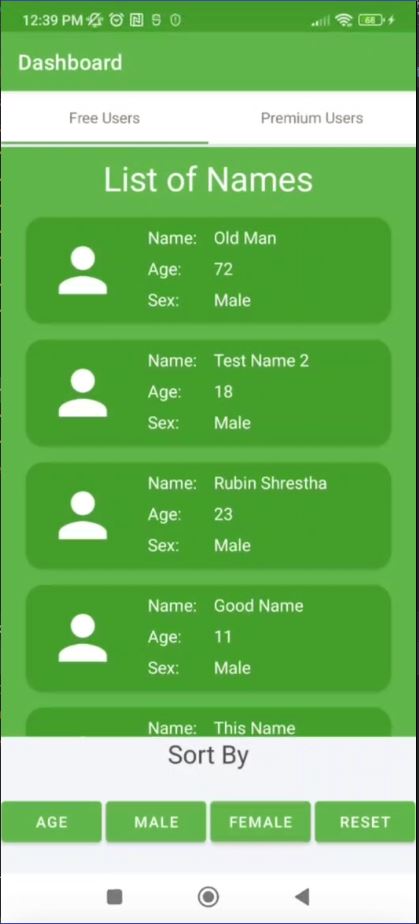 12:39 PM
68
Dashboard
Free Users Premium Users
List of Names
Name: Old Man
Age: 72
Sex: Male
Name: Test Name 2
Age: 18
Sex: Male
Name: Rubin Shrestha
Age: 23
Sex: Male
Name: Good Name
Age: 11
Sex: Male
Name: This Name
Sort By
AGE MALE FEMALE RESET